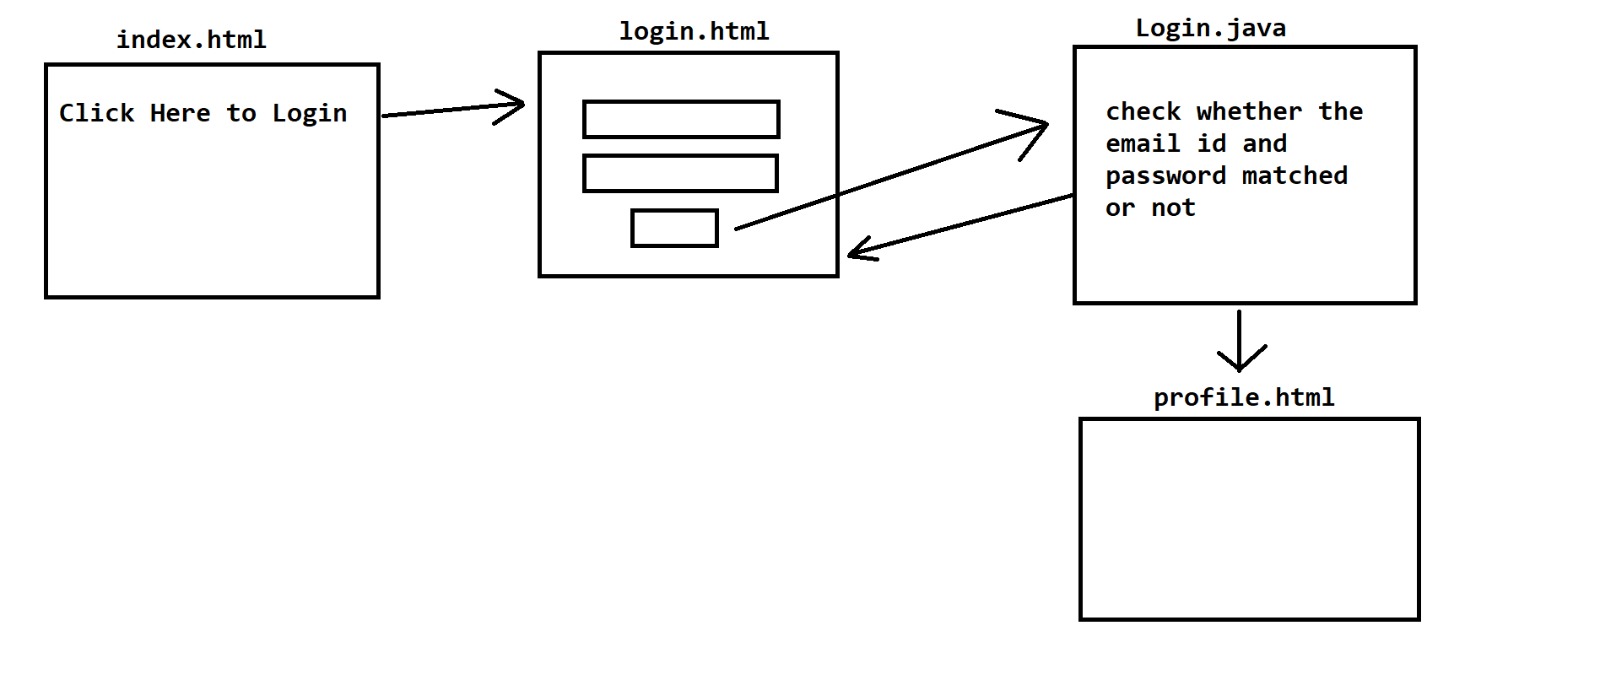 index.html
Click Here to Login
login.html
Login.java
check whether the
email id and
password matched
or not
profile.html